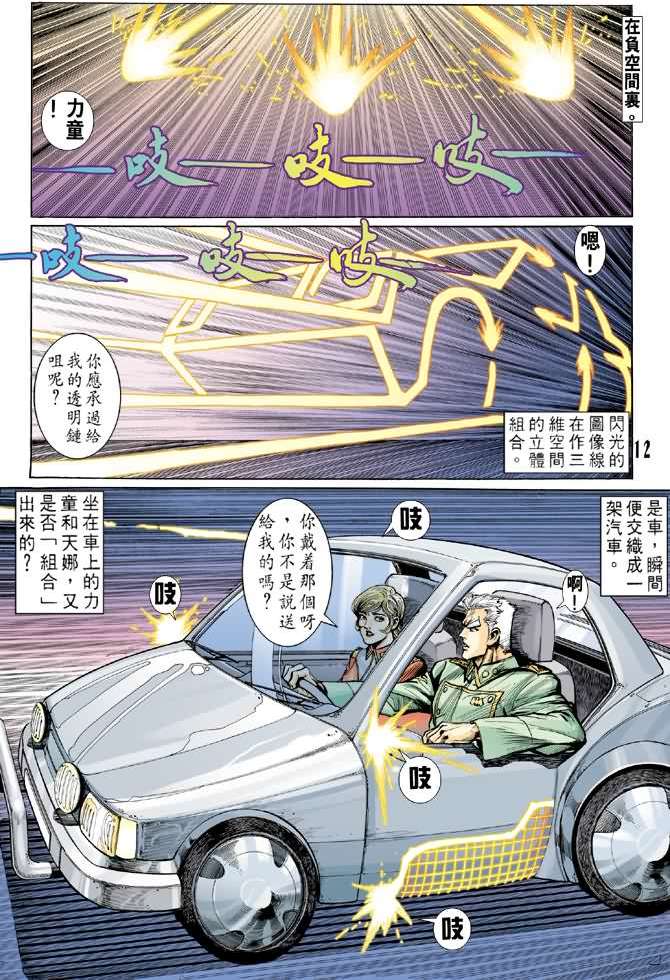 在負空間裏。
力童
!
吱
吱
吱
嗯!
吱
吱
吱
你應承過給
我的透明鏈
咀呢?
閃光的
圖像線
在作三
維空間
的立體
組合。
12
是車,瞬間
便交織成一
架汽車。
吱
啊!
你戴着那個呀
,你不是說送
給我的嗎?
坐在車上的力
童和天娜,又
是否「組合」
出來的?
吱
吱
吱